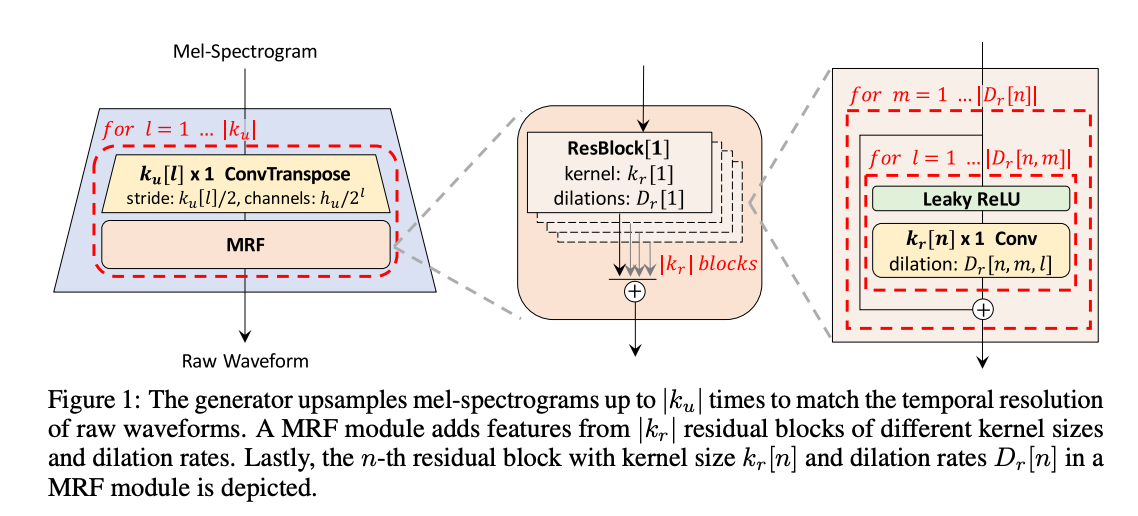 Mel-Spectrogram
for l = 1 … |k_u|
k_u[l] x 1 ConvTranspose
stride: k_u[l]/2, channels: h_u/2^l
MRF
Raw Waveform
ResBlock[1]
kernel: k_r[1]
dilations: D_r[1]
|k_r| blocks
+
for m = 1 … |D_r[n]|
for l = 1 … |D_r[n, m]|
Leaky ReLU
k_r[n] x 1 Conv
dilation: D_r[n, m, l]
+
Figure 1: The generator upsamples mel-spectrograms up to |k_u| times to match the temporal resolution
of raw waveforms. A MRF module adds features from |k_r| residual blocks of different kernel sizes
and dilation rates. Lastly, the n-th residual block with kernel size k_r[n] and dilation rates D_r[n] in a
MRF module is depicted.